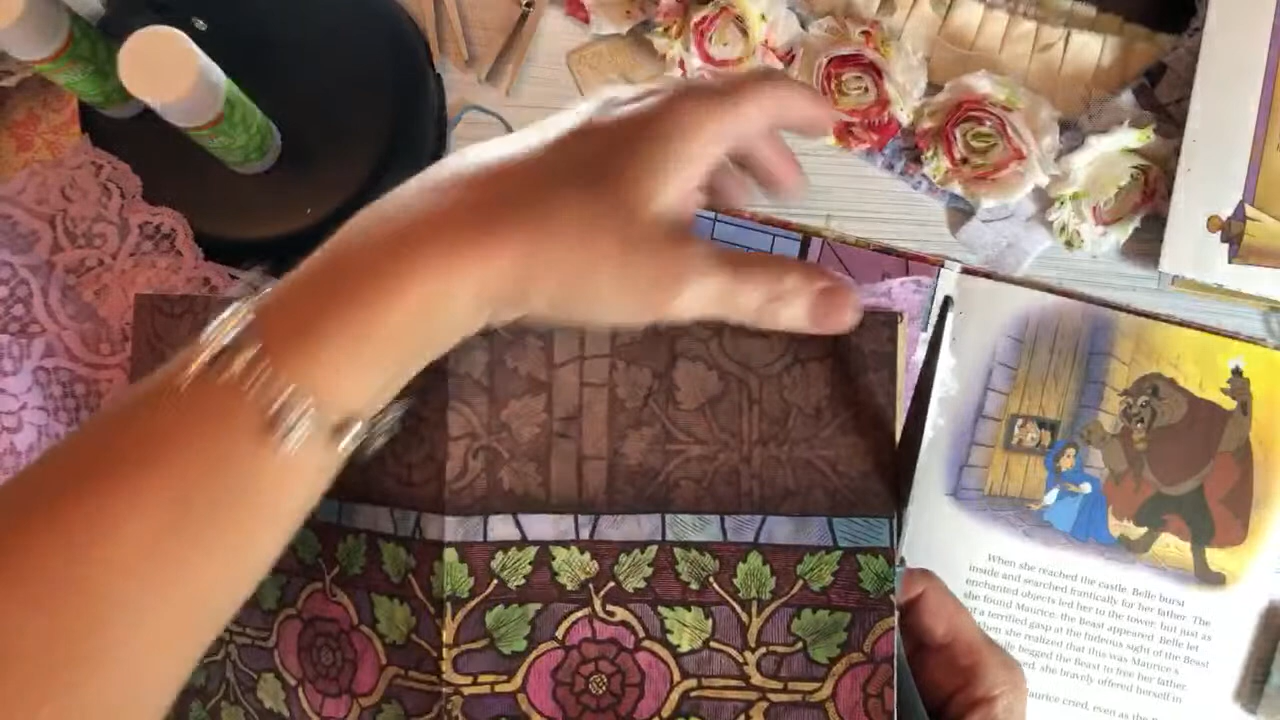 When she reached the castle, Belle burst
inside and searched frantically for her father. The
enchanted objects led her to the tower, but just as
she found Maurice, the Beast appeared. Belle let
out a terrified gasp at the hideous sight of the Beast
When she realized that this was Maurice's
begged the Beast to free her father.
she bravely offered herself in
Maurice cried, even as the